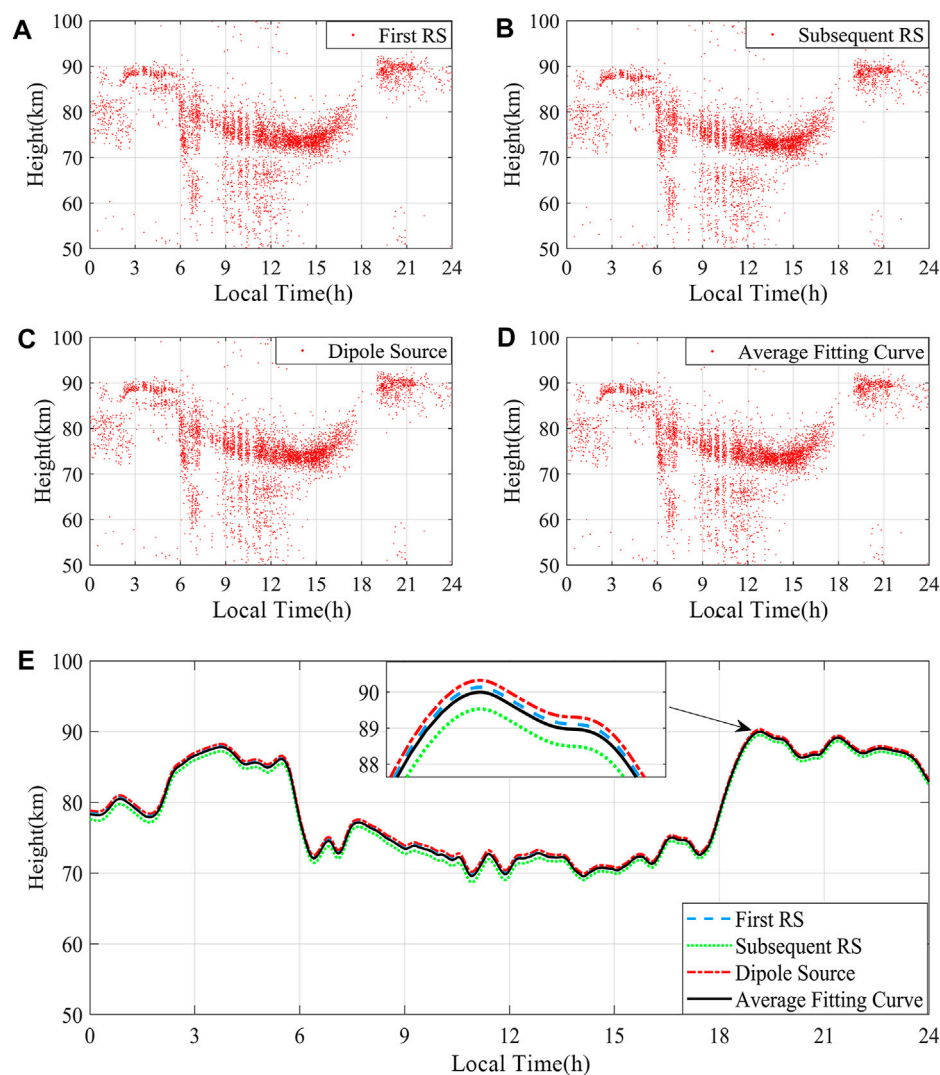 A
First RS
100
90
80
70
60
50
Height(km)
0 3 6 9 12 15 18 21 24
Local Time(h)
B
Subsequent RS
100
90
80
70
60
50
Height(km)
0 3 6 9 12 15 18 21 24
Local Time(h)
C
Dipole Source
100
90
80
70
60
50
Height(km)
0 3 6 9 12 15 18 21 24
Local Time(h)
D
Average Fitting Curve
100
90
80
70
60
50
Height(km)
0 3 6 9 12 15 18 21 24
Local Time(h)
E
100
90
80
70
60
50
Height(km)
90
89
88
First RS
Subsequent RS
Dipole Source
Average Fitting Curve
0 3 6 9 12 15 18 21 24
Local Time(h)